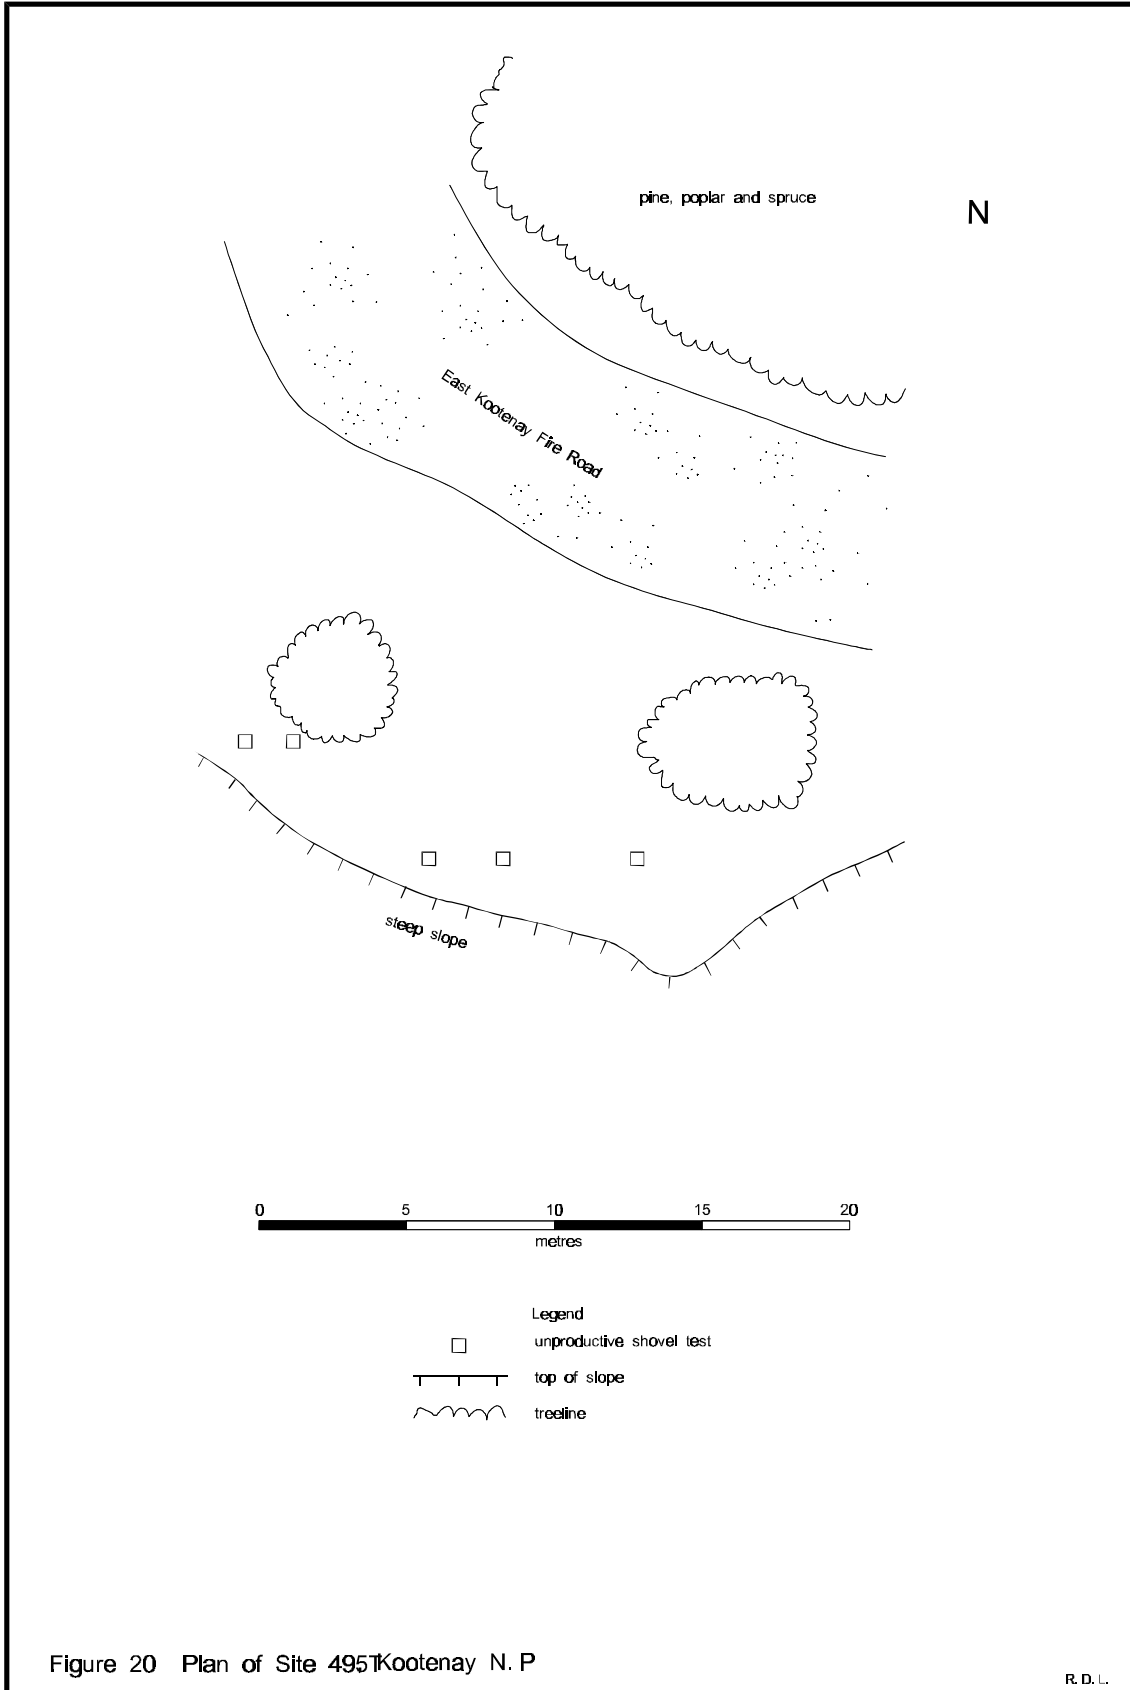 pine, poplar and spruce
N
East Kootenay Fire Road
steep slope
0 5 10 15 20
metres
Legend
unproductive shovel test
top of slope
treeline
Figure 20 Plan of Site 495T, Kootenay N. P
R. D. L.